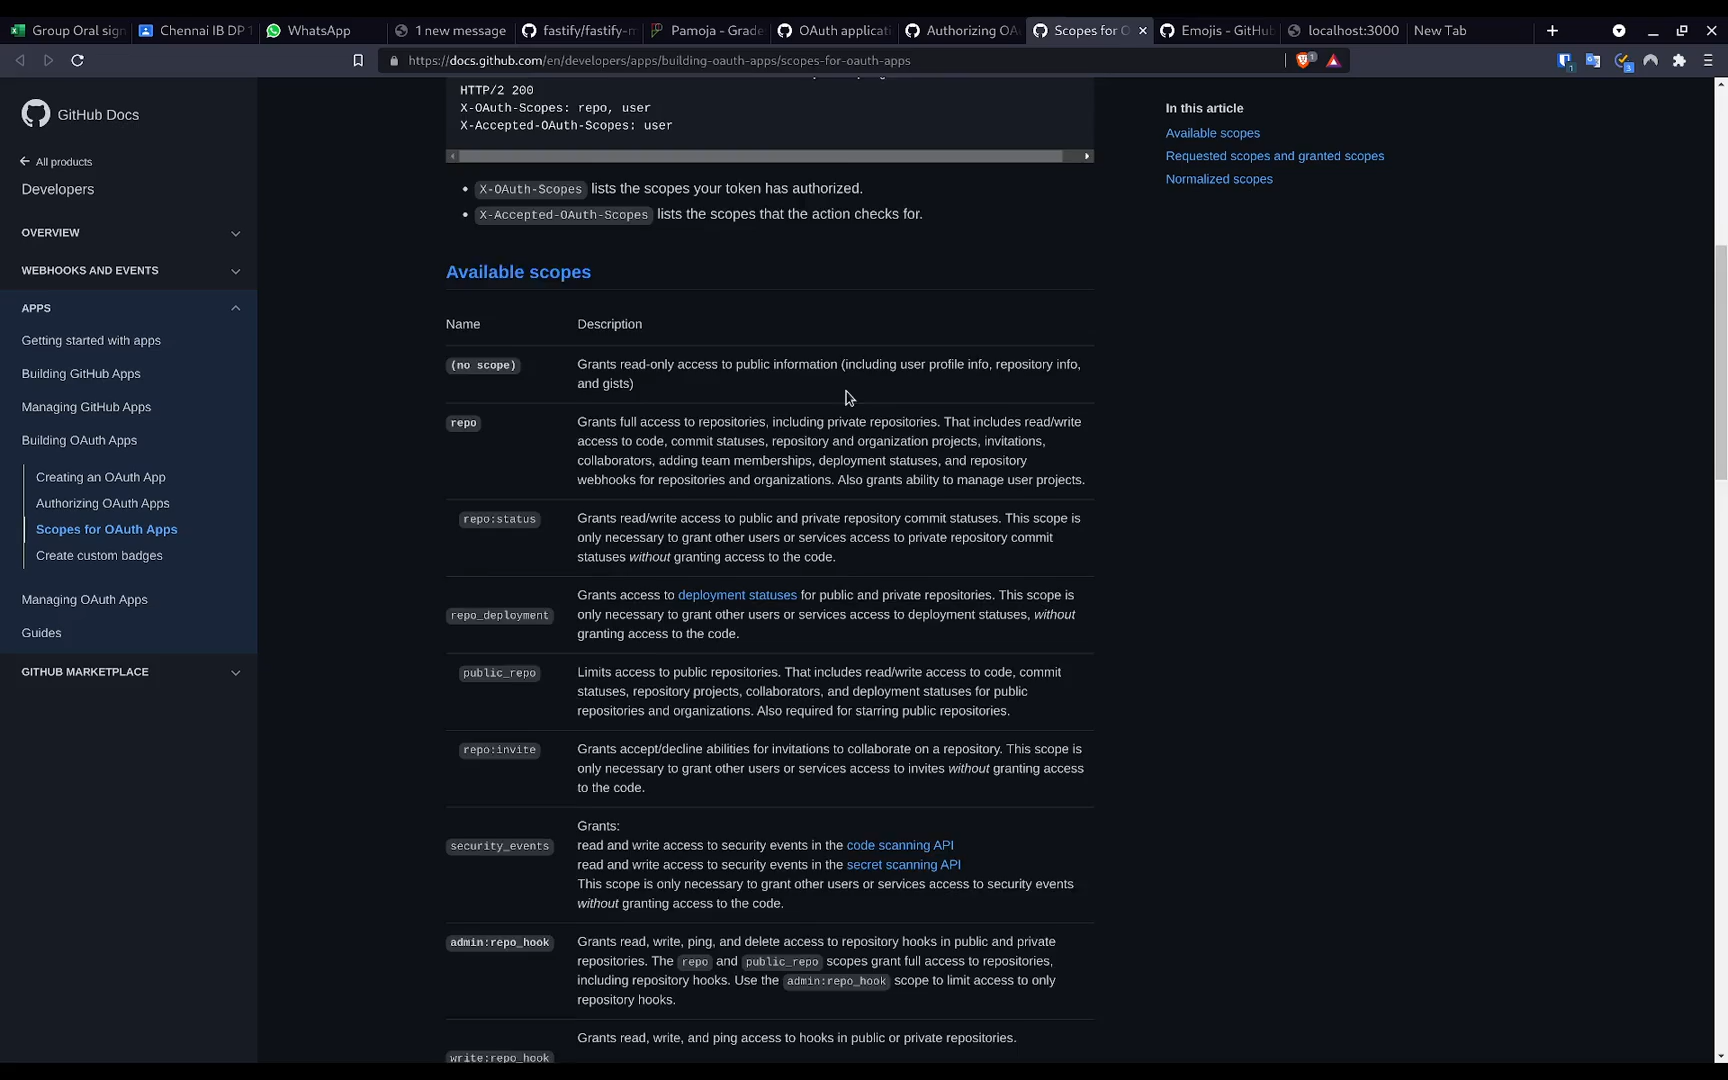 Group Oral sig
Chennai IB DP 1
WhatsApp
1 new message
fastify/fastify-
Pamoja - Grade
OAuth applicati
Authorizing OA
Scopes for O
Emojis - GitHub
localhost:3000
New Tab
https://docs.github.com/en/developers/apps/building-oauth-apps/scopes-for-oauth-apps
GitHub Docs
All products
Developers
OVERVIEW
WEBHOOKS AND EVENTS
APPS
Getting started with apps
Building GitHub Apps
Managing GitHub Apps
Building OAuth Apps
Creating an OAuth App
Authorizing OAuth Apps
Scopes for OAuth Apps
Create custom badges
Managing OAuth Apps
Guides
GITHUB MARKETPLACE
HTTP/2 200
X-OAuth-Scopes: repo, user
X-Accepted-OAuth-Scopes: user
• X-OAuth-Scopes lists the scopes your token has authorized.
• X-Accepted-OAuth-Scopes lists the scopes that the action checks for.
Available scopes
Name Description
(no scope) Grants read-only access to public information (including user profile info, repository info,
and gists)
repo Grants full access to repositories, including private repositories. That includes read/write
access to code, commit statuses, repository and organization projects, invitations,
collaborators, adding team memberships, deployment statuses, and repository
webhooks for repositories and organizations. Also grants ability to manage user projects.
repo:status Grants read/write access to public and private repository commit statuses. This scope is
only necessary to grant other users or services access to private repository commit
statuses without granting access to the code.
Grants access to deployment statuses for public and private repositories. This scope is
repo_deployment only necessary to grant other users or services access to deployment statuses, without
granting access to the code.
public_repo Limits access to public repositories. That includes read/write access to code, commit
statuses, repository projects, collaborators, and deployment statuses for public
repositories and organizations. Also required for starring public repositories.
repo:invite Grants accept/decline abilities for invitations to collaborate on a repository. This scope is
only necessary to grant other users or services access to invites without granting access
to the code.
Grants:
security_events read and write access to security events in the code scanning API
read and write access to security events in the secret scanning API
This scope is only necessary to grant other users or services access to security events
without granting access to the code.
admin:repo_hook Grants read, write, ping, and delete access to repository hooks in public and private
repositories. The repo and public_repo scopes grant full access to repositories,
including repository hooks. Use the admin:repo_hook scope to limit access to only
repository hooks.
Grants read, write, and ping access to hooks in public or private repositories.
write:repo_hook
In this article
Available scopes
Requested scopes and granted scopes
Normalized scopes